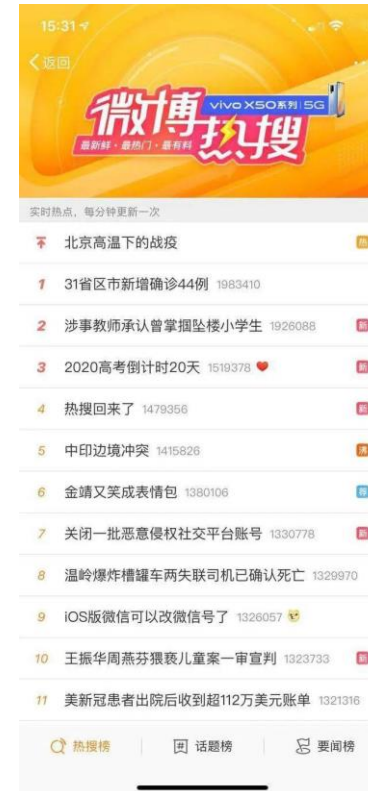 15:31
返回
微博热搜
vivo X50系列 | 5G
最新鲜·最热门·最有料
实时热点，每分钟更新一次
北京高温下的战疫 热
1 31省区市新增确诊44例 1983410
2 涉事教师承认曾掌掴坠楼小学生 1926088 新
3 2020高考倒计时20天 1519378 新
4 热搜回来了 1479356 新
5 中印边境冲突 1415826 沸
6 金靖又笑成表情包 1380106 荐
7 关闭一批恶意侵权社交平台账号 1330778 新
8 温岭爆炸槽罐车两失联司机已确认死亡 1329970
9 iOS版微信可以改微信号了 1326057
10 王振华周燕芬猥亵儿童案一审宣判 1323733 新
11 美新冠患者出院后收到超112万美元账单 1321316
热搜榜 # 话题榜 要闻榜